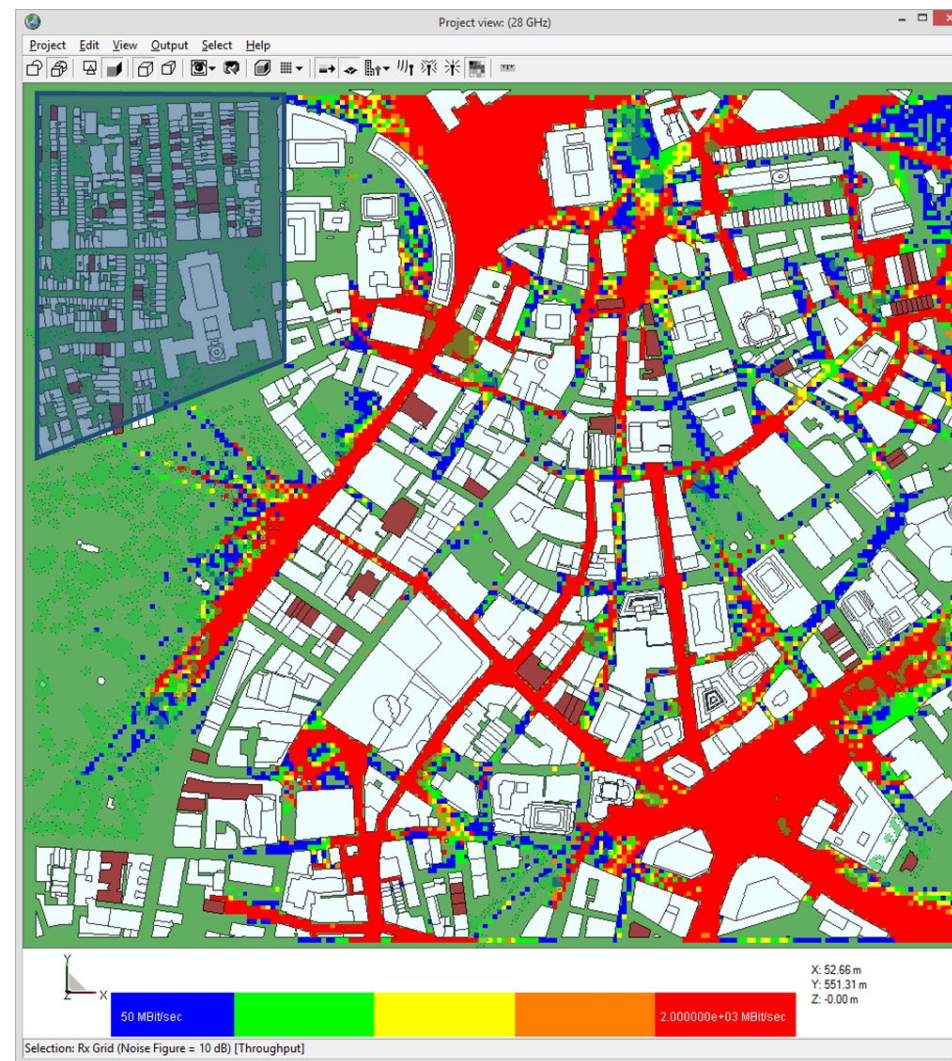 Project view: (28 GHz)
Project Edit View Output Select Help
Y
Z X
X: 52.66 m
Y: 551.31 m
Z: -0.00 m
50 MBit/sec 2.000000e+03 MBit/sec
Selection: Rx Grid (Noise Figure = 10 dB) [Throughput]